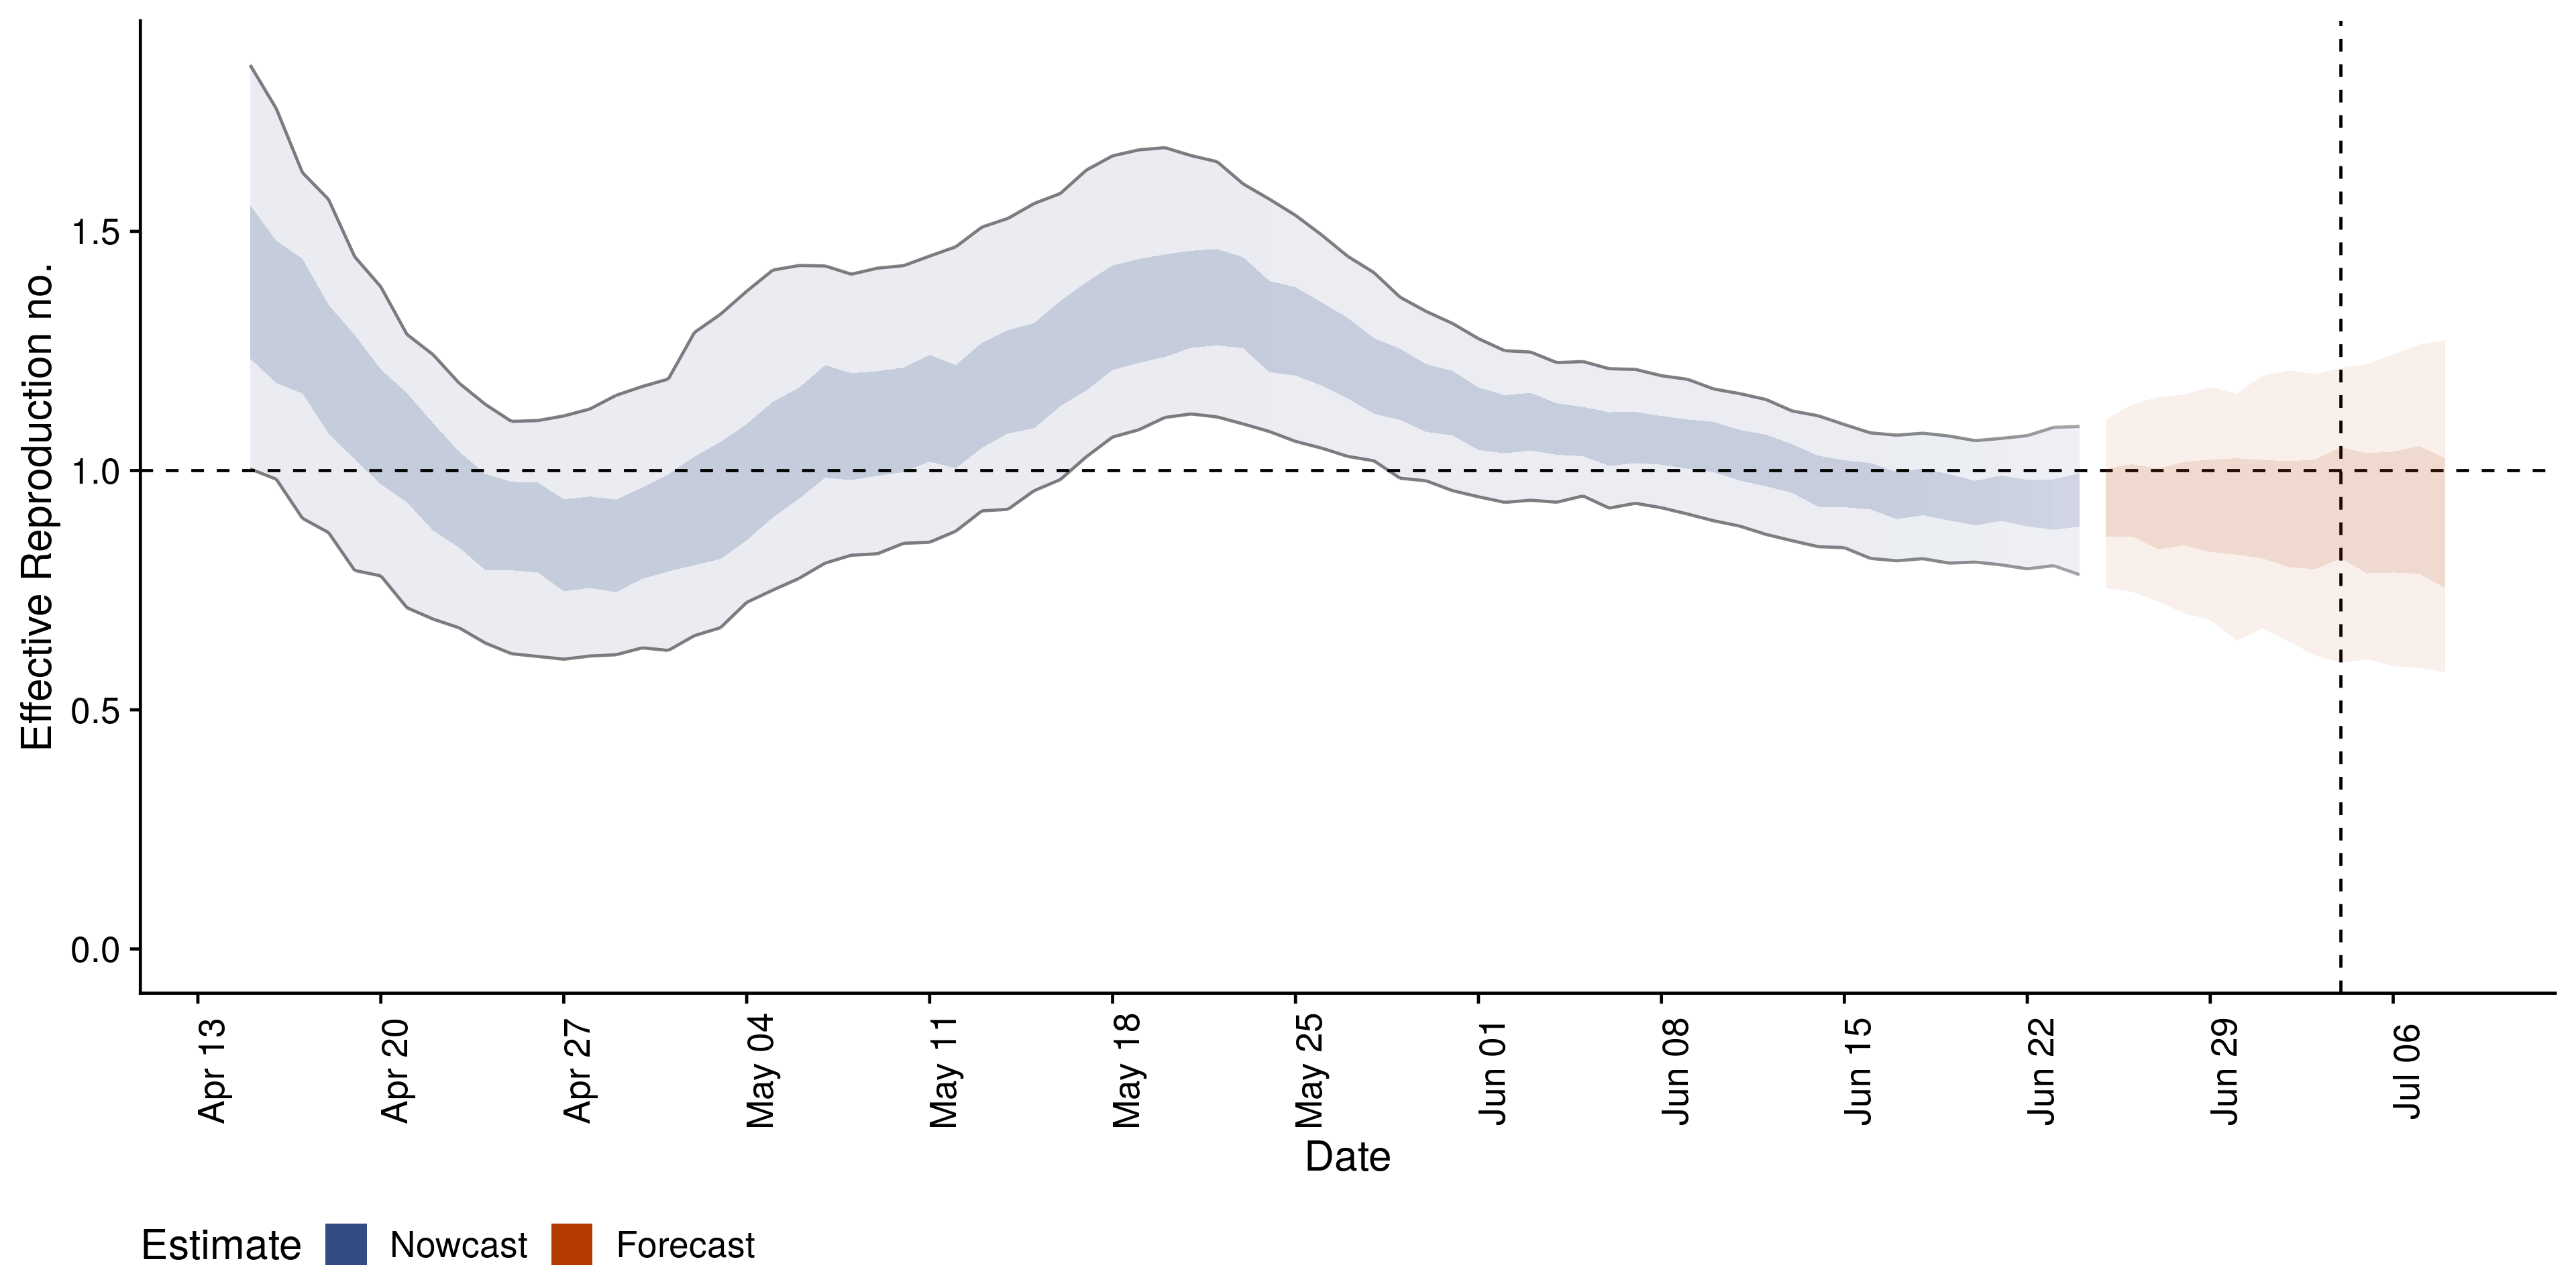 Effective Reproduction no.
1.5
1.0
0.5
0.0
Apr 13
Apr 20
Apr 27
May 04
May 11
May 18
May 25
Jun 01
Jun 08
Jun 15
Jun 22
Jun 29
Jul 06
Date
Estimate Nowcast Forecast